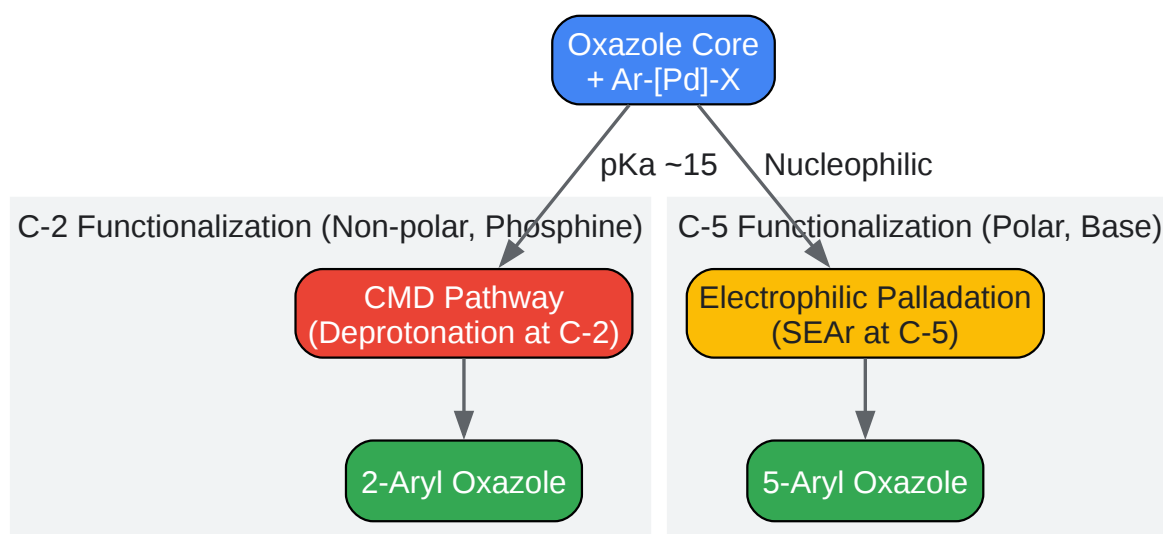 Oxazole Core
+ Ar-[Pd]-X
pKa ~15
Nucleophilic
C-2 Functionalization (Non-polar, Phosphine)
C-5 Functionalization (Polar, Base)
CMD Pathway
(Deprotonation at C-2)
Electrophilic Palladation
(SEAr at C-5)
2-Aryl Oxazole
5-Aryl Oxazole